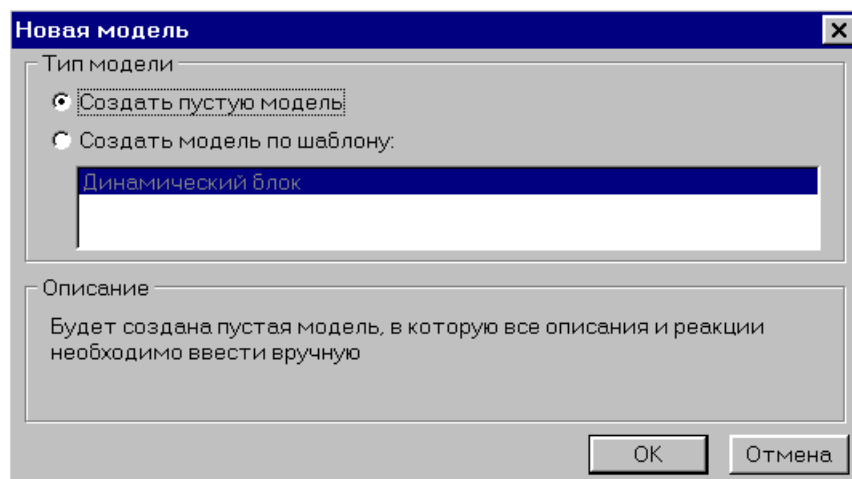 Новая модель
Тип модели
Создать пустую модель
Создать модель по шаблону:
Динамический блок
Описание
Будет создана пустая модель, в которую все описания и реакции
необходимо ввести вручную
OK
Отмена